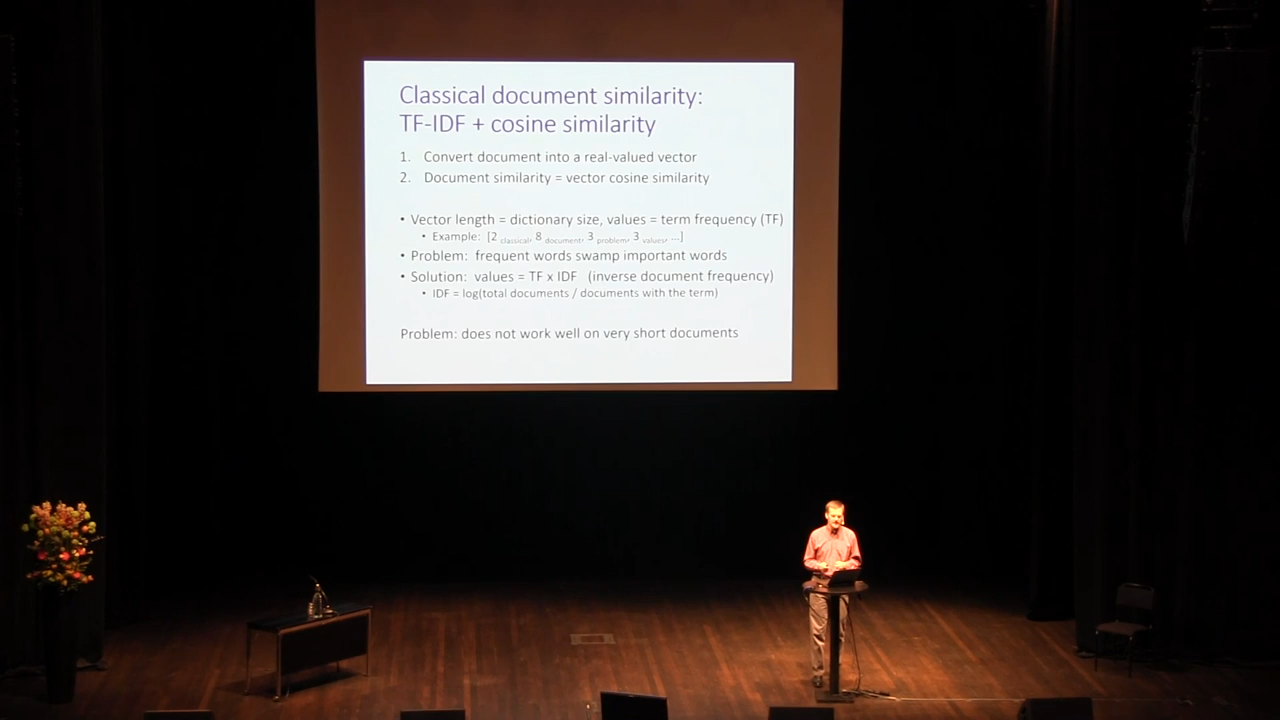 Classical document similarity:
TF-IDF + cosine similarity
1. Convert document into a real-valued vector
2. Document similarity = vector cosine similarity
• Vector length = dictionary size, values = term frequency (TF)
• Example: [2 classical, 8 document, 3 problem, 3 values, ...]
• Problem: frequent words swamp important words
• Solution: values = TF x IDF (inverse document frequency)
• IDF = log(total documents / documents with the term)
Problem: does not work well on very short documents